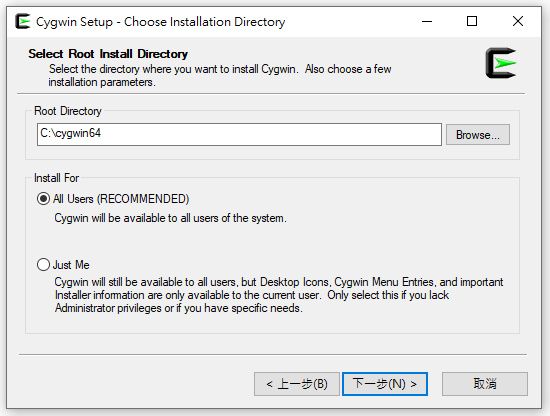 Cygwin Setup - Choose Installation Directory
Select Root Install Directory
Select the directory where you want to install Cygwin. Also choose a few
installation parameters.
Root Directory
C:\cygwin64
Browse...
Install For
All Users (RECOMMENDED)
Cygwin will be available to all users of the system.
Just Me
Cygwin will still be available to all users, but Desktop Icons, Cygwin Menu Entries, and important
Installer information are only available to the current user. Only select this if you lack
Administrator privileges or if you have specific needs.
< 上一步(B)
下一步(N) >
取消